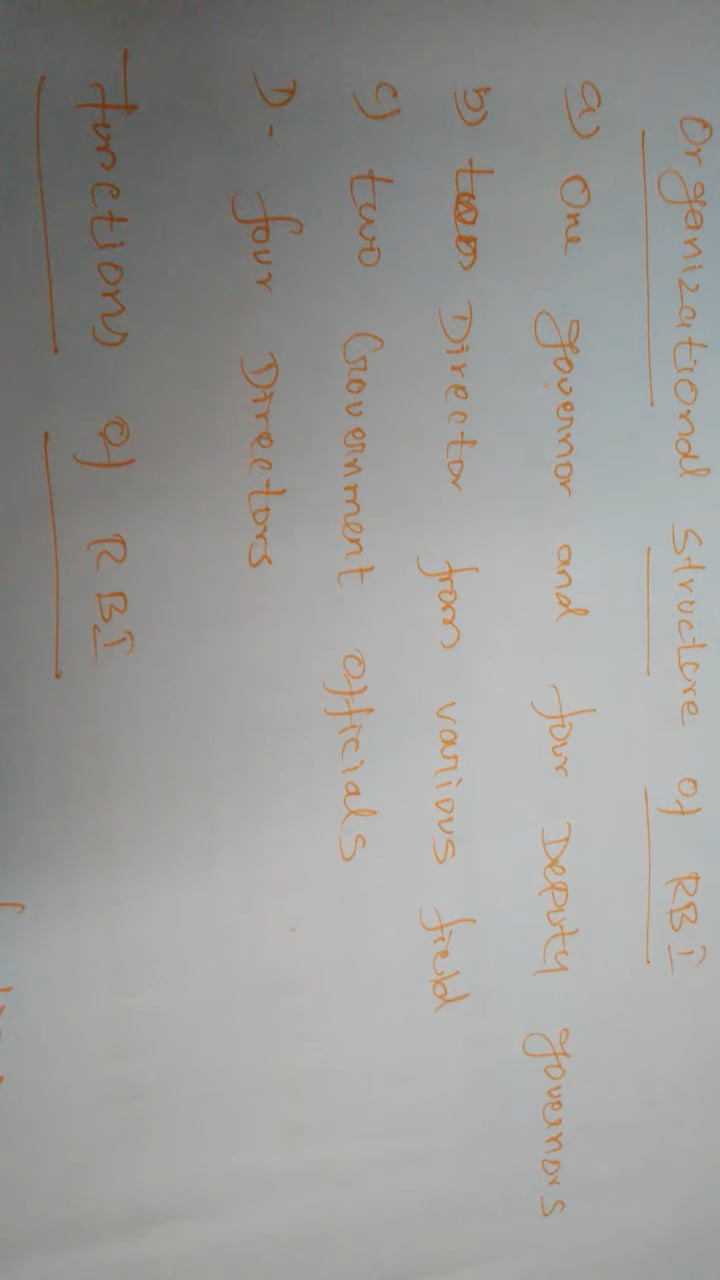 Organizational Structure of RBI
a) One governor and four Deputy governors
b) Director from various field
c) two Government officials
D- four Directors
Functions of RBI